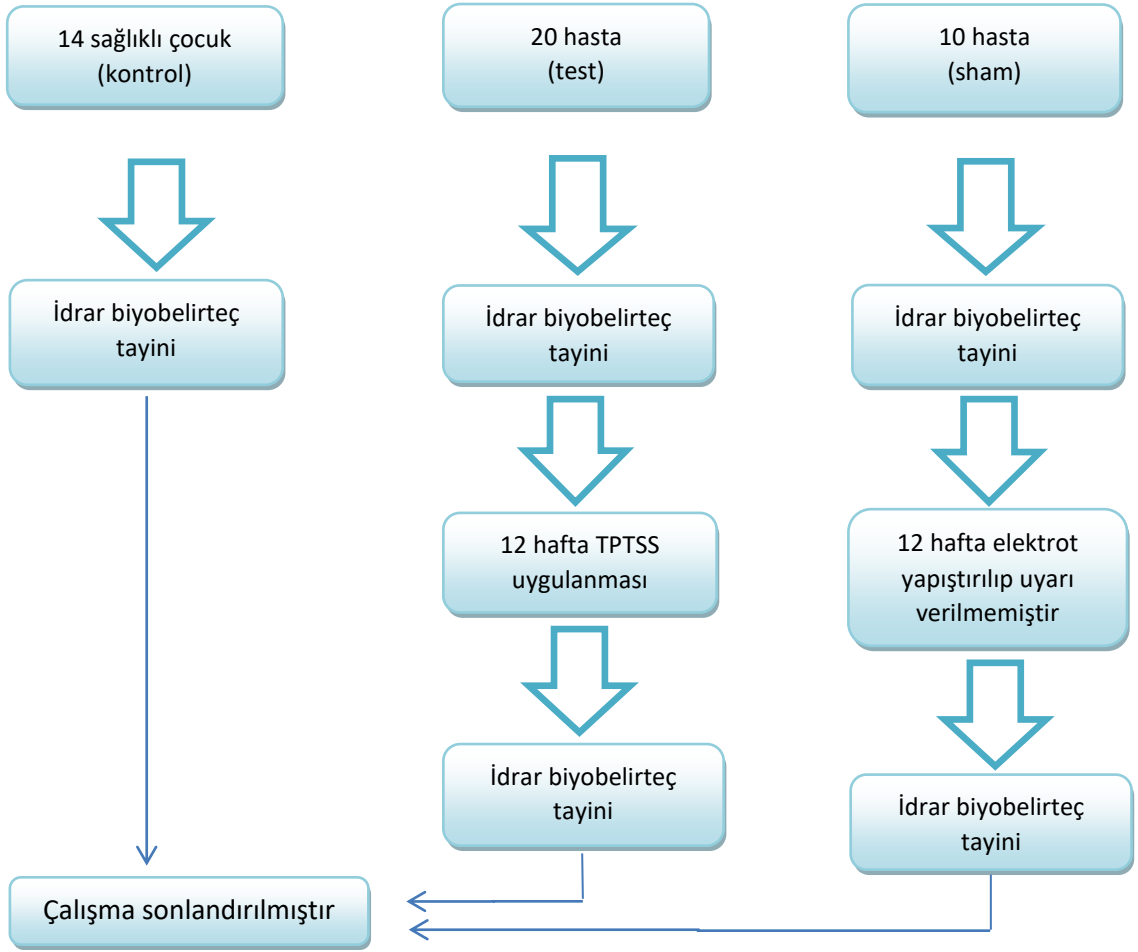 14 sağlıklı çocuk
(kontrol)
20 hasta
(test)
10 hasta
(sham)
İdrar biyobelirteç
tayini
İdrar biyobelirteç
tayini
İdrar biyobelirteç
tayini
12 hafta TPTSS
uygulanması
12 hafta elektrot
yapıştırılıp uyarı
verilmemiştir
İdrar biyobelirteç
tayini
İdrar biyobelirteç
tayini
Çalışma sonlandırılmıştır